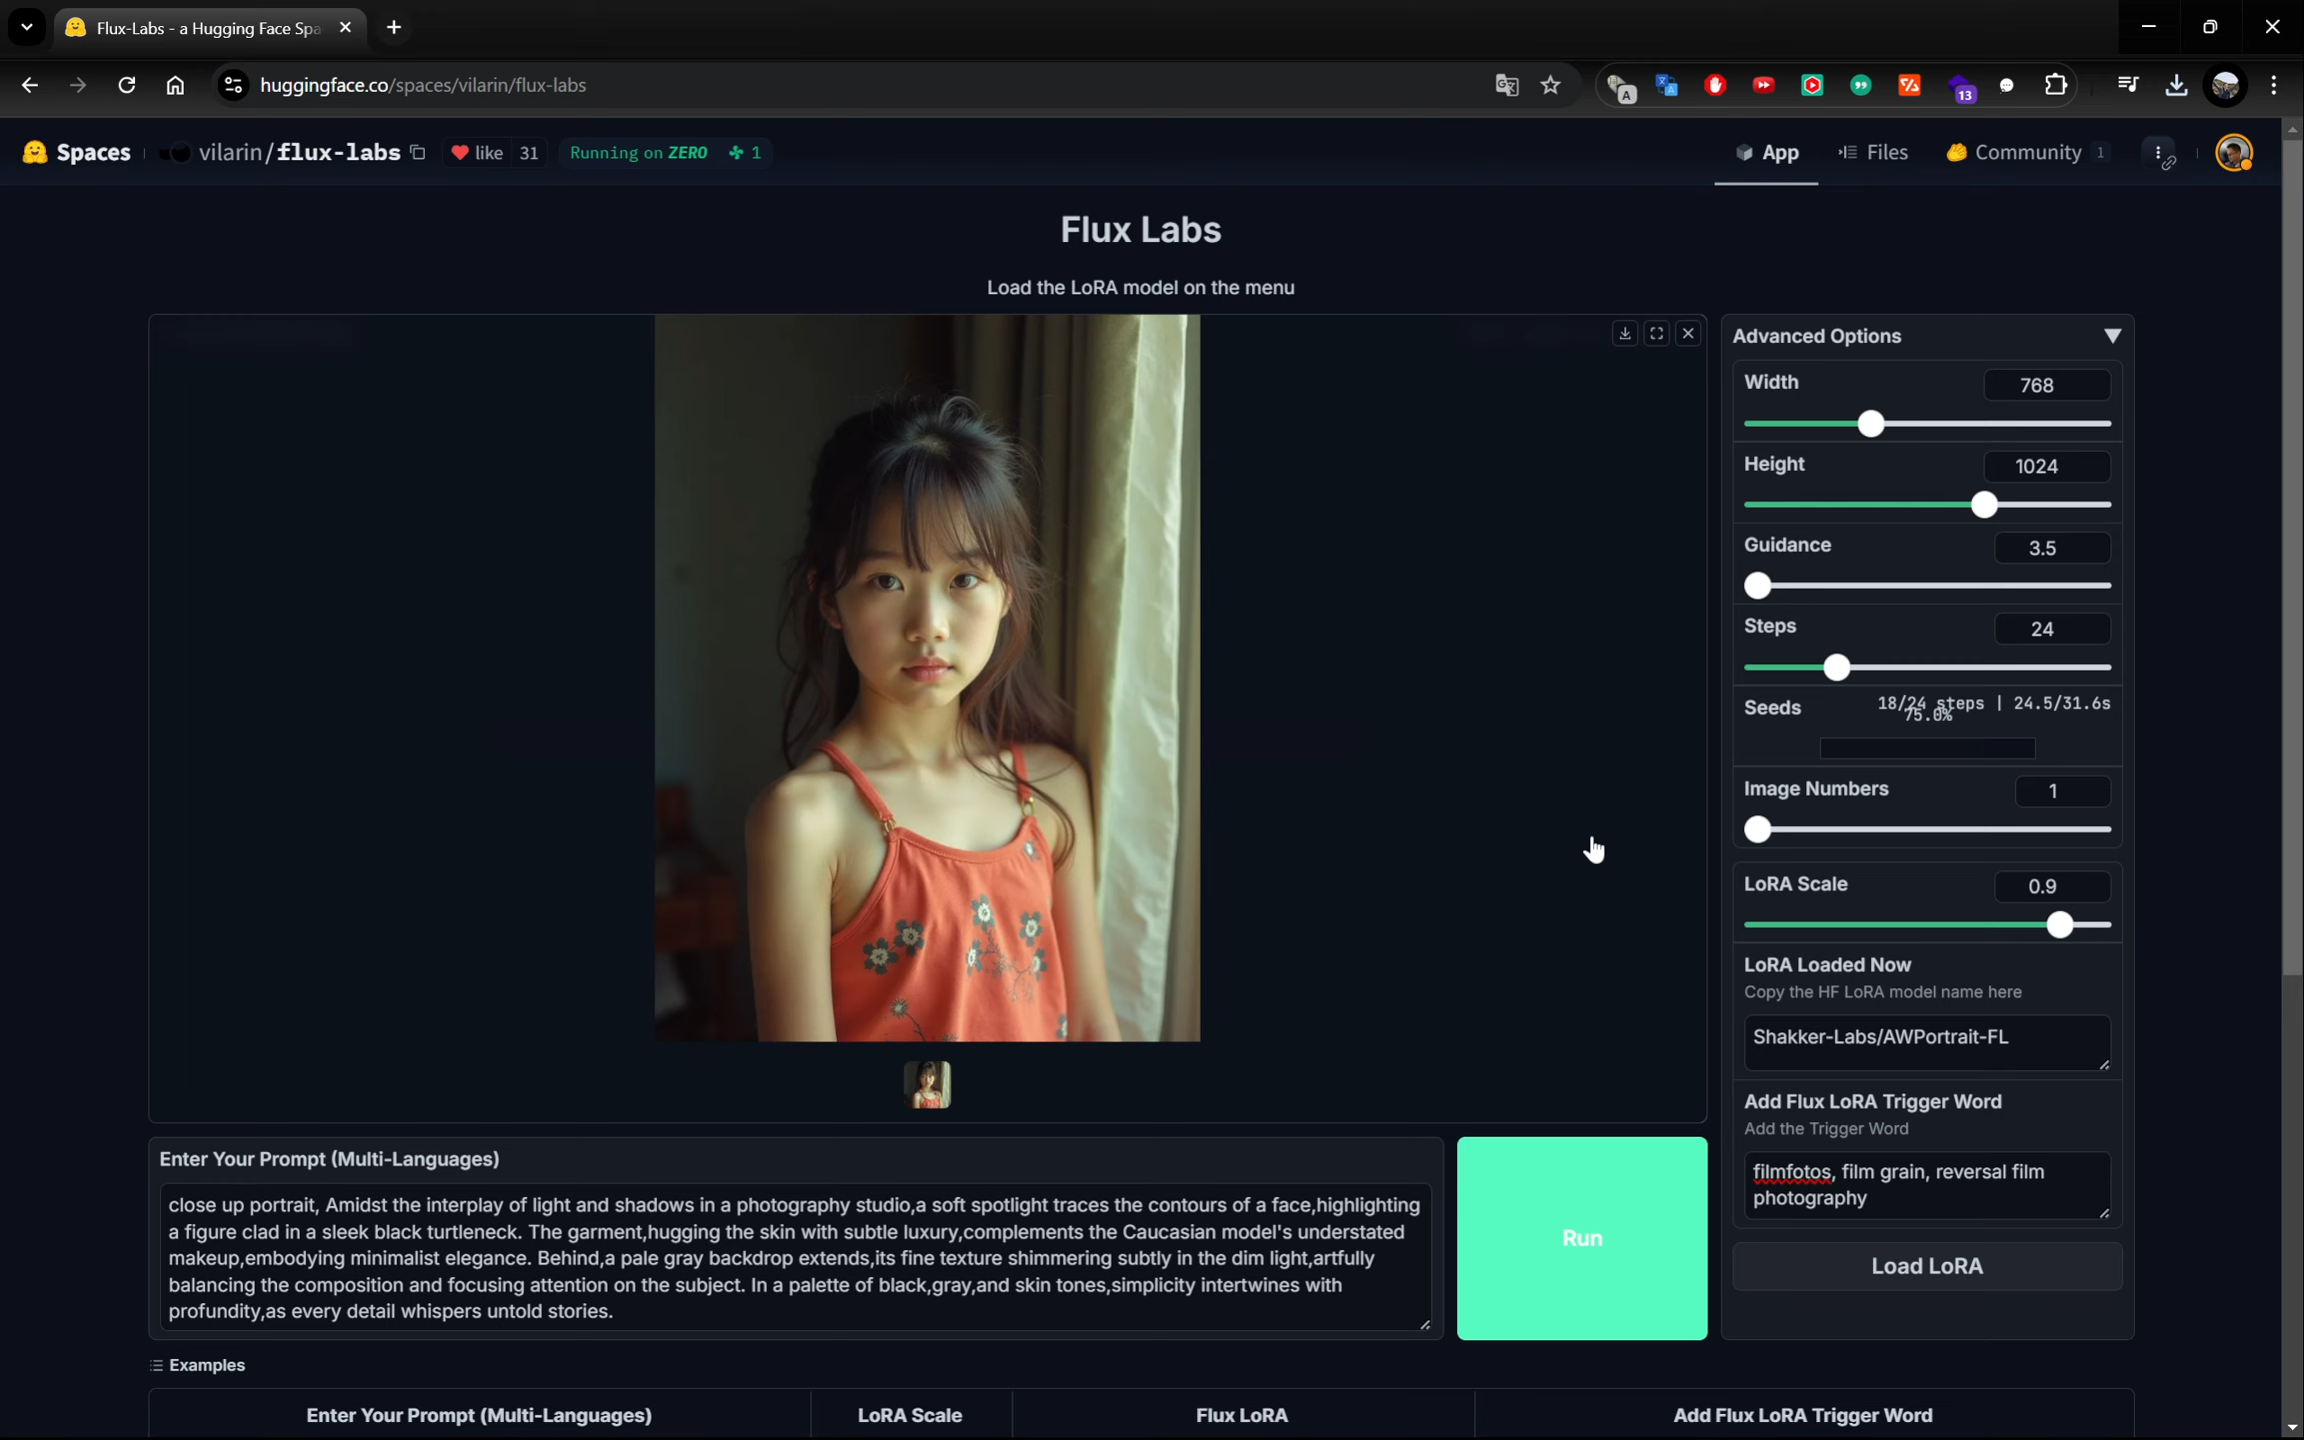 Flux-Labs - a Hugging Face Spa
huggingface.co/spaces/vilarin/flux-labs
A
13
Spaces
vilarin/flux-labs
like 31
Running on ZERO
1
App
Files
Community 1
Flux Labs
Load the LoRA model on the menu
Advanced Options
Width
768
Height
1024
Guidance
3.5
Steps
24
Seeds
18/24 steps | 24.5/31.6s
75.0%
Image Numbers
1
LoRA Scale
0.9
LoRA Loaded Now
Copy the HF LoRA model name here
Shakker-Labs/AWPortrait-FL
Add Flux LoRA Trigger Word
Add the Trigger Word
filmfotos, film grain, reversal film
photography
Load LoRA
Enter Your Prompt (Multi-Languages)
close up portrait, Amidst the interplay of light and shadows in a photography studio,a soft spotlight traces the contours of a face,highlighting
a figure clad in a sleek black turtleneck. The garment,hugging the skin with subtle luxury,complements the Caucasian model's understated
makeup,embodying minimalist elegance. Behind,a pale gray backdrop extends,its fine texture shimmering subtly in the dim light,artfully
balancing the composition and focusing attention on the subject. In a palette of black,gray,and skin tones,simplicity intertwines with
profundity,as every detail whispers untold stories.
Run
Examples
Enter Your Prompt (Multi-Languages)
LoRA Scale
Flux LoRA
Add Flux LoRA Trigger Word